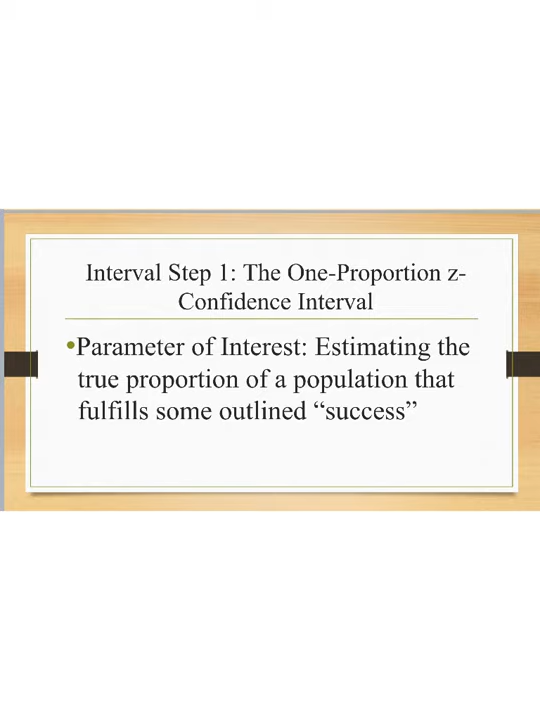 Interval Step 1: The One-Proportion z-
Confidence Interval
•Parameter of Interest: Estimating the
true proportion of a population that
fulfills some outlined “success”